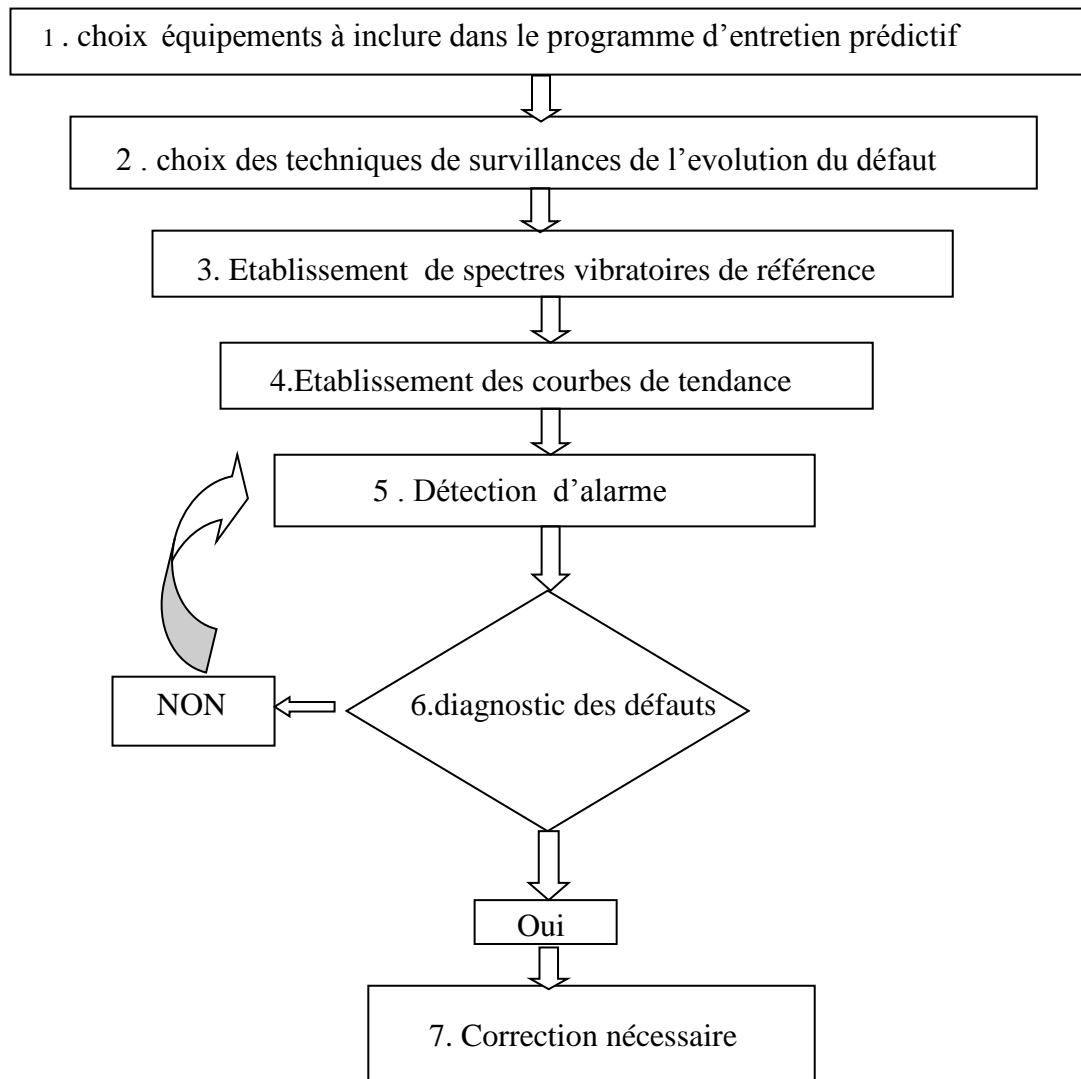 1 . choix équipements à inclure dans le programme d’entretien prédictif
2 . choix des techniques de survillances de l’evolution du défaut
3. Etablissement de spectres vibratoires de référence
4.Etablissement des courbes de tendance
5 . Détection d’alarme
6.diagnostic des défauts
NON
Oui
7. Correction nécessaire